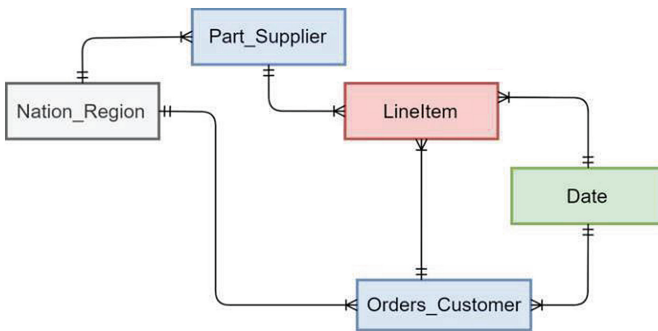 Part_Supplier
Nation_Region
LineItem
Date
Orders_Customer